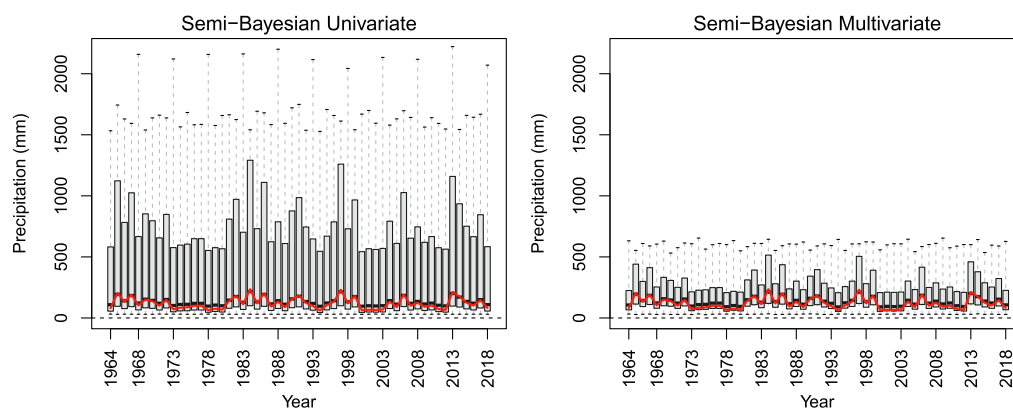 Semi−Bayesian Univariate
Precipitation (mm)
2000
1500
1000
500
0
1964 1968 1973 1978 1983 1988 1993 1998 2003 2008 2013 2018
Year
Semi−Bayesian Multivariate
Precipitation (mm)
2000
1500
1000
500
0
1964 1968 1973 1978 1983 1988 1993 1998 2003 2008 2013 2018
Year